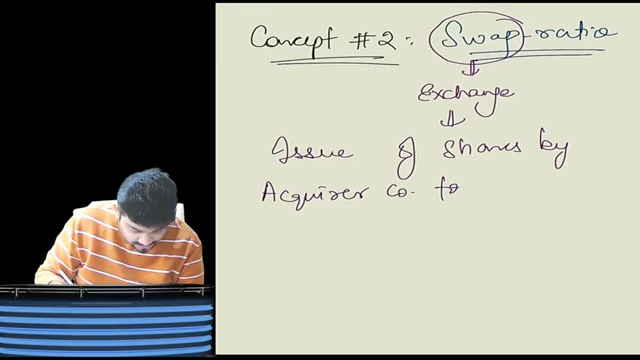 Concept #2: Swap-ratio
Exchange
Issue of shares by
Acquirer co. to